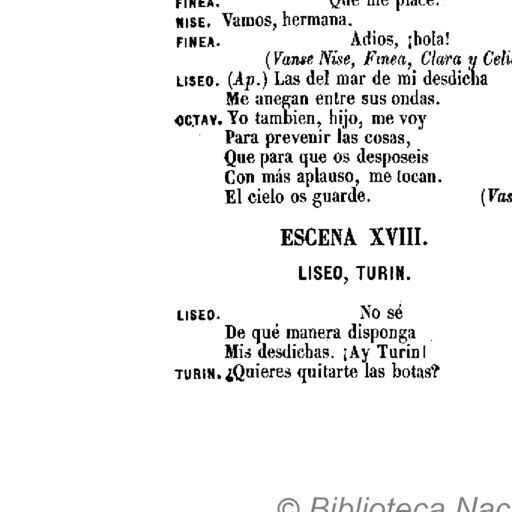 FINEA. Que me place.
NISE. Vamos, hermana.
FINEA. Adios, ¡hola!
(Vanse Nise, Finea, Clara y Celi
LISEO. (Ap.) Las del mar de mi desdicha
Me anegan entre sus ondas.
OCTAV. Yo tambien, hijo, me voy
Para prevenir las cosas,
Que para que os desposeis
Con más aplauso, me tocan.
El cielo os guarde. (Vas
ESCENA XVIII.
LISEO, TURIN.
LISEO. No sé
De qué manera disponga
Mis desdichas. ¡Ay Turin!
TURIN. ¿Quieres quitarte las botas?
© Biblioteca Nac